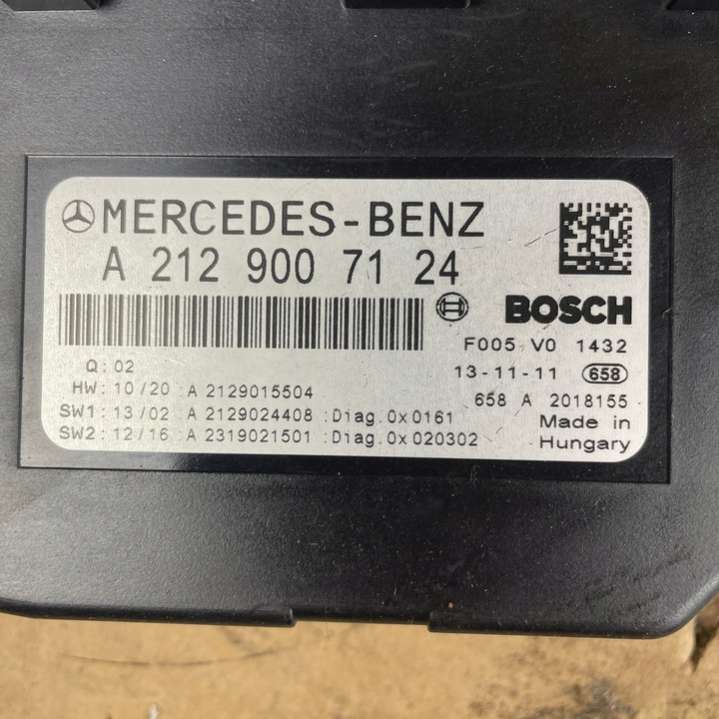 MERCEDES-BENZ
A 212 900 71 24
BOSCH
F005 V0 1432
Q: 02
13-11-11 658
HW: 10/20 A 2129015504
658 A 2018155
SW1: 13/02 A 2129024408 :Diag.0x0161
Made in
SW2: 12/16 A 2319021501 :Diag.0x020302
Hungary